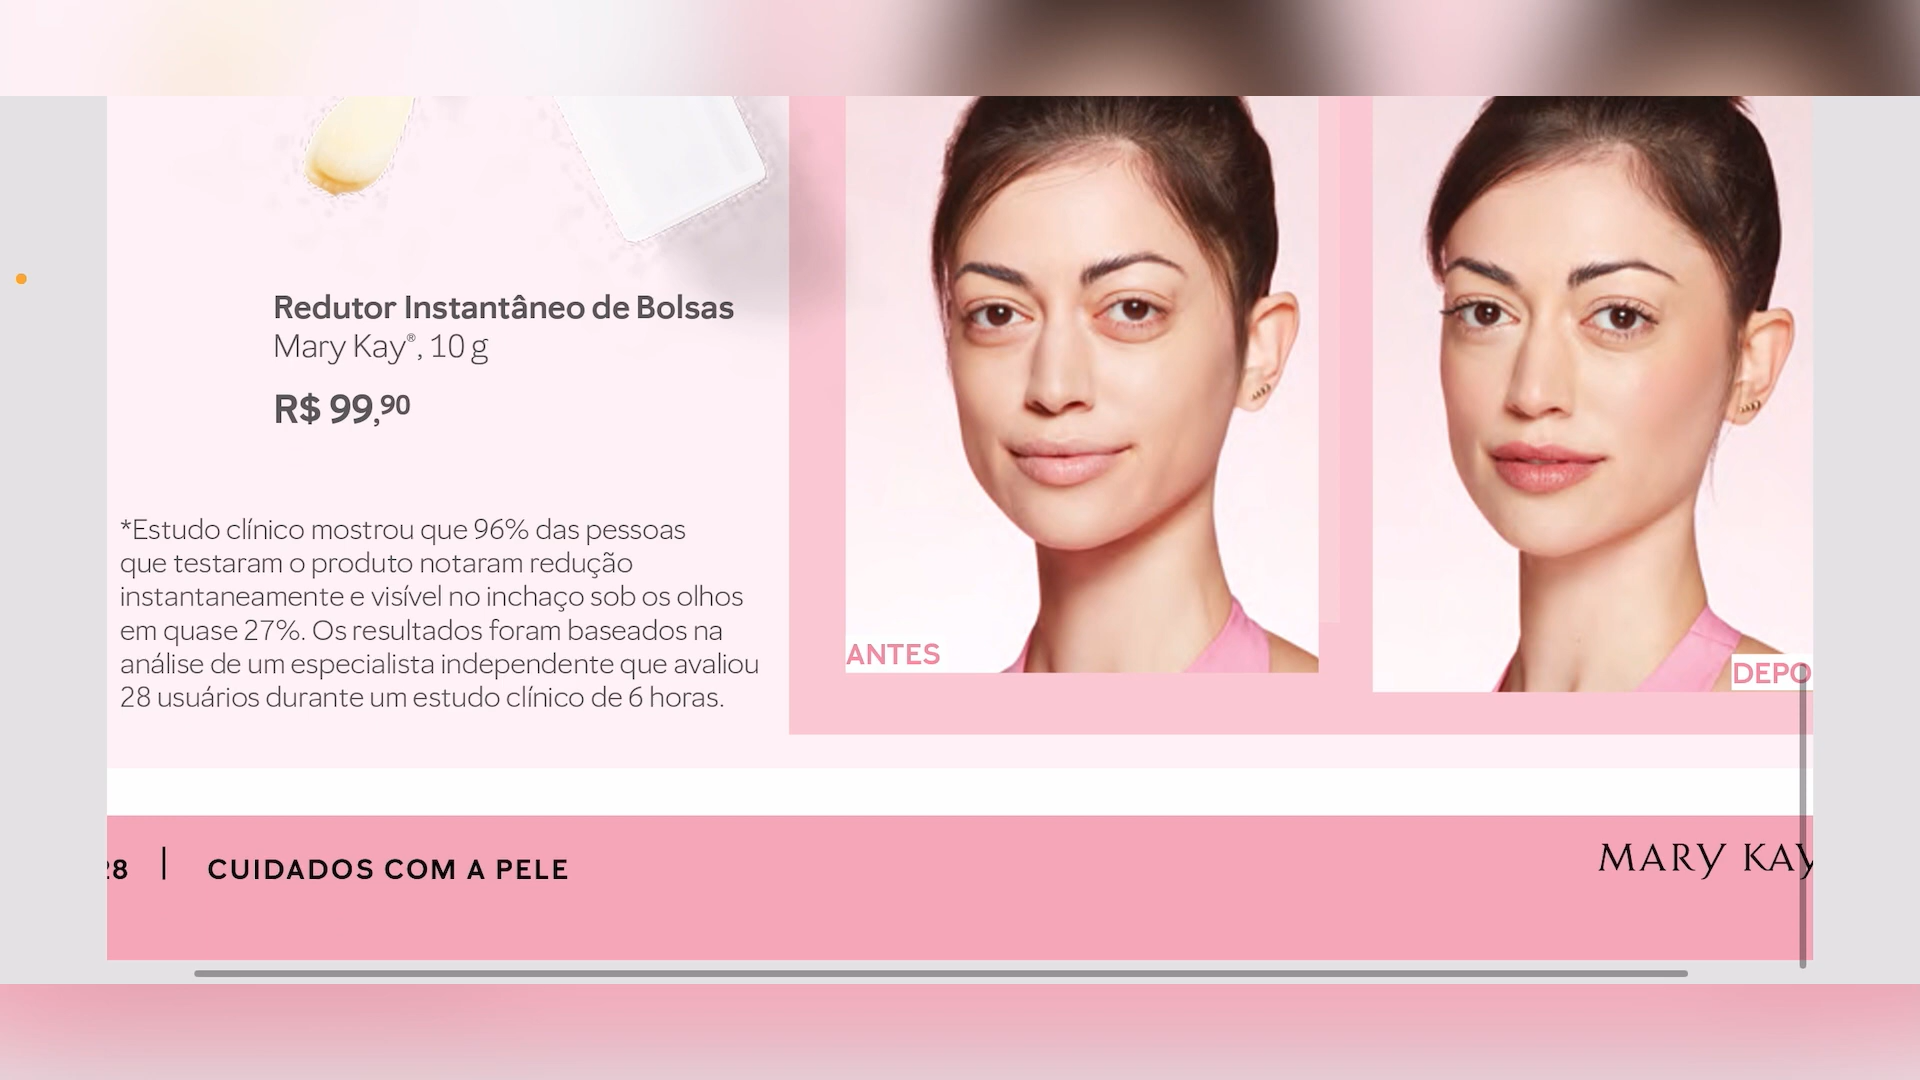 Redutor Instantâneo de Bolsas
Mary Kay®, 10 g
R$ 99,90
*Estudo clínico mostrou que 96% das pessoas
que testaram o produto notaram redução
instantaneamente e visível no inchaço sob os olhos
em quase 27%. Os resultados foram baseados na
análise de um especialista independente que avaliou
28 usuários durante um estudo clínico de 6 horas.
ANTES
DEPO
28 | CUIDADOS COM A PELE
MARY KAY